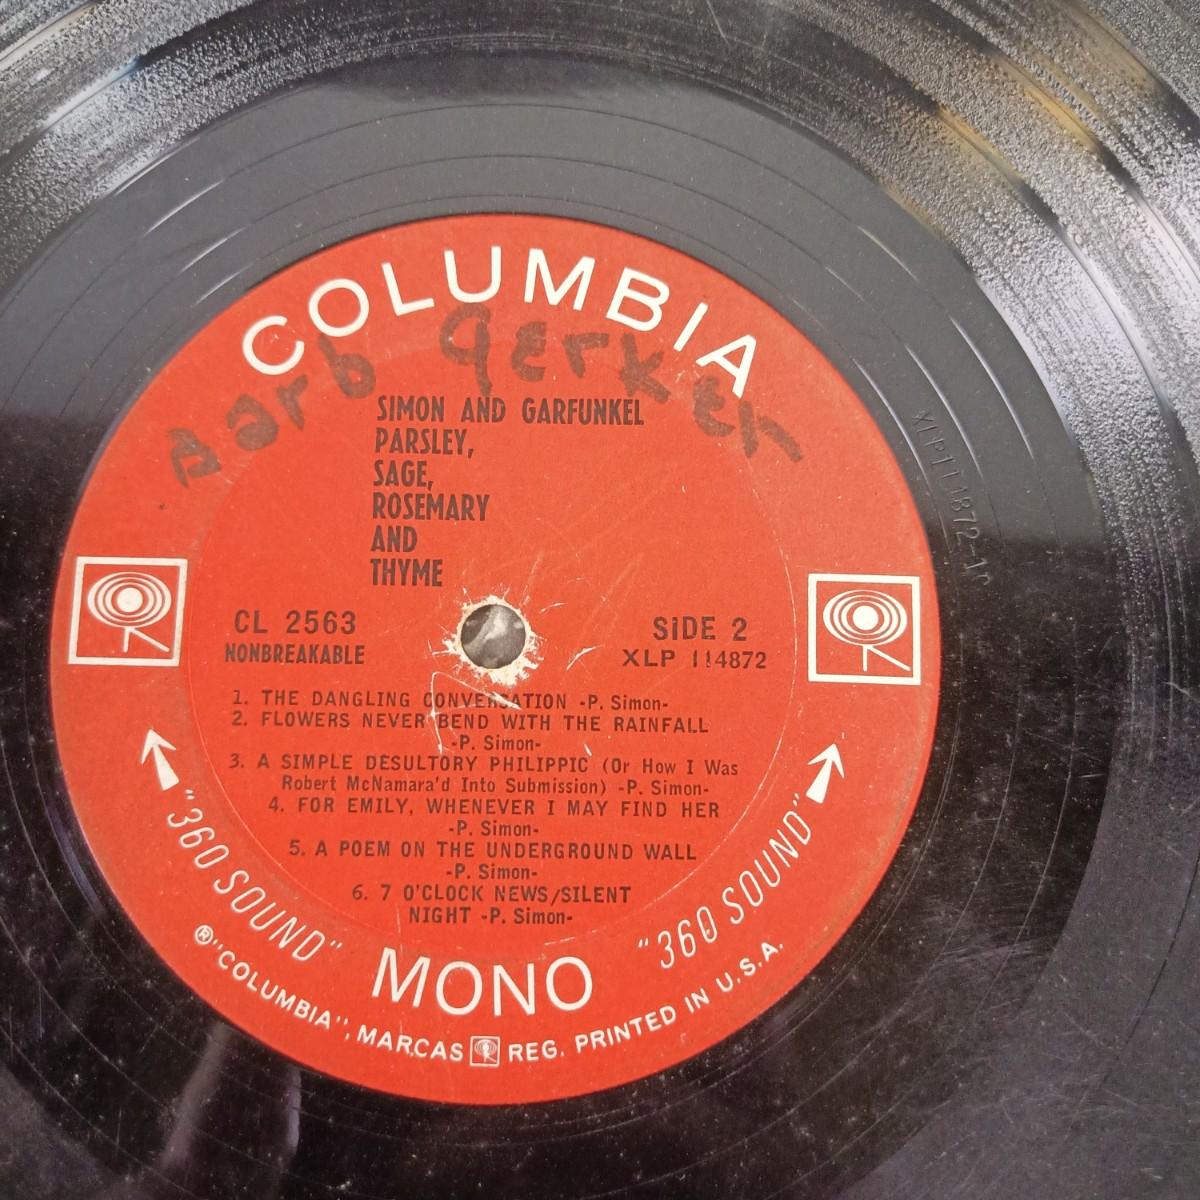 COLUMBIA
Barb Gerker
SIMON AND GARFUNKEL
PARSLEY,
SAGE,
ROSEMARY
AND
THYME
CL 2563
NONBREAKABLE
SIDE 2
XLP 114872
1. THE DANGLING CONVERSATION -P. Simon-
2. FLOWERS NEVER BEND WITH THE RAINFALL
-P. Simon-
3. A SIMPLE DESULTORY PHILIPPIC (Or How I Was
Robert McNamara'd Into Submission) -P. Simon-
4. FOR EMILY, WHENEVER I MAY FIND HER
-P. Simon-
5. A POEM ON THE UNDERGROUND WALL
-P. Simon-
6. 7 O'CLOCK NEWS/SILENT
NIGHT -P. Simon-
"360 SOUND"
MONO
"360 SOUND"
®"COLUMBIA", MARCAS REG. PRINTED IN U.S.A.